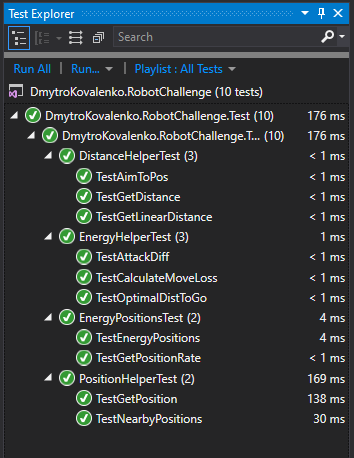 Test Explorer
Search
Run All | Run... | Playlist : All Tests
DmytroKovalenko.RobotChallenge (10 tests)
DmytroKovalenko.RobotChallenge.Test (10) 176 ms
DmytroKovalenko.RobotChallenge.T... (10) 176 ms
DistanceHelperTest (3) < 1 ms
TestAimToPos < 1 ms
TestGetDistance < 1 ms
TestGetLinearDistance < 1 ms
EnergyHelperTest (3) 1 ms
TestAttackDiff < 1 ms
TestCalculateMoveLoss < 1 ms
TestOptimalDistToGo < 1 ms
EnergyPositionsTest (2) 4 ms
TestEnergyPositions 4 ms
TestGetPositionRate < 1 ms
PositionHelperTest (2) 169 ms
TestGetPosition 138 ms
TestNearbyPositions 30 ms